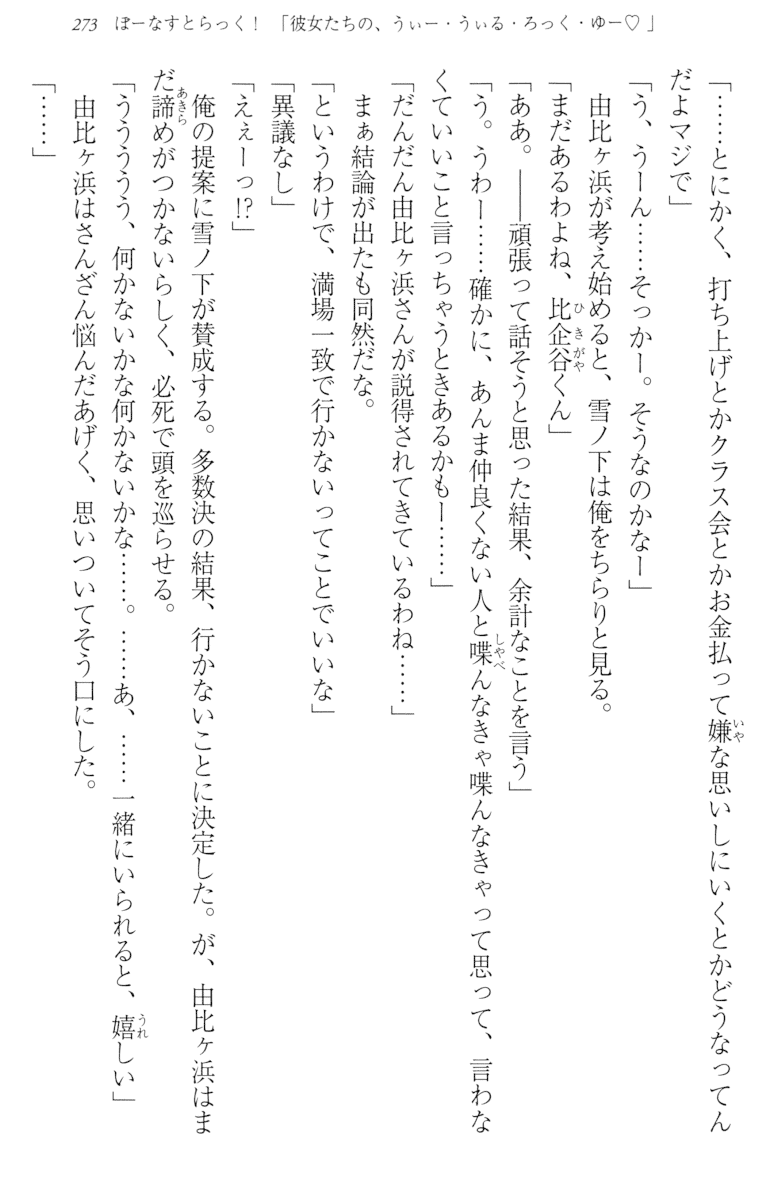 273 ぼーなすとらっく！ 「彼女たちの、うぃー・うぃる・ろっく・ゆー♡」
「……とにかく、打ち上げとかクラス会とかお金払って嫌な思いしにいくとかどうなってん
だよマジで」
「う、うーん……そっかー。そうなのかなー」
由比ヶ浜が考え始めると、雪ノ下は俺をちらりと見る。
「まだあるわよね、比企谷くん」
「ああ。――頑張って話そうと思った結果、余計なことを言う」
「う。うわー……確かに、あんま仲良くない人と喋んなきゃ喋んなきゃって思って、言わな
くていいこと言っちゃうときあるかもー……」
「だんだん由比ヶ浜さんが説得されてきているわね……」
まぁ結論が出たも同然だな。
「というわけで、満場一致で行かないってことでいいな」
「異議なし」
「えぇーっ!?」
俺の提案に雪ノ下が賛成する。多数決の結果、行かないことに決定した。が、由比ヶ浜はま
だ諦めがつかないらしく、必死で頭を巡らせる。
「うううぅぅ、何かないかな何かないかな……。……あ、……一緒にいられると、嬉しい」
由比ヶ浜はさんざん悩んだあげく、思いついてそう口にした。
「……」